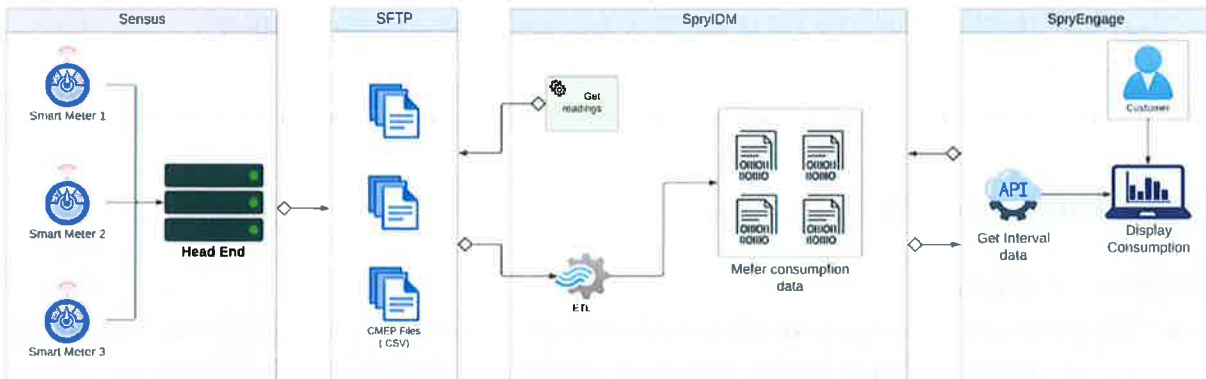 Sensus
SFTP
SpryIDM
SpryEngage
Smart Meter 1
Smart Meter 2
Smart Meter 3
Head End
CMEP Files
( CSV)
Get
readings
ETL
Meter consumption
data
Customer
API
Get Interval
data
Display
Consumption